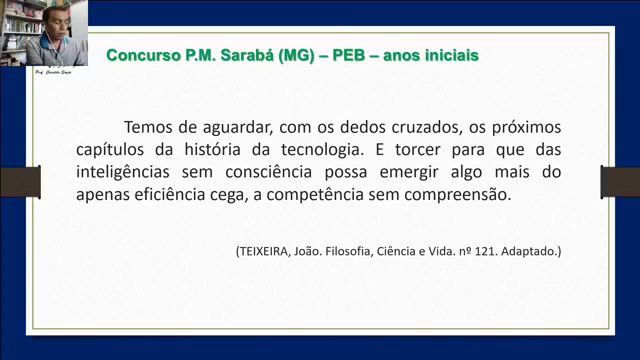 Concurso P.M. Sarabá (MG) – PEB – anos iniciais
Temos de aguardar, com os dedos cruzados, os próximos
capítulos da história da tecnologia. E torcer para que das
inteligências sem consciência possa emergir algo mais do
apenas eficiência cega, a competência sem compreensão.
(TEIXEIRA, João. Filosofia, Ciência e Vida. nº 121. Adaptado.)